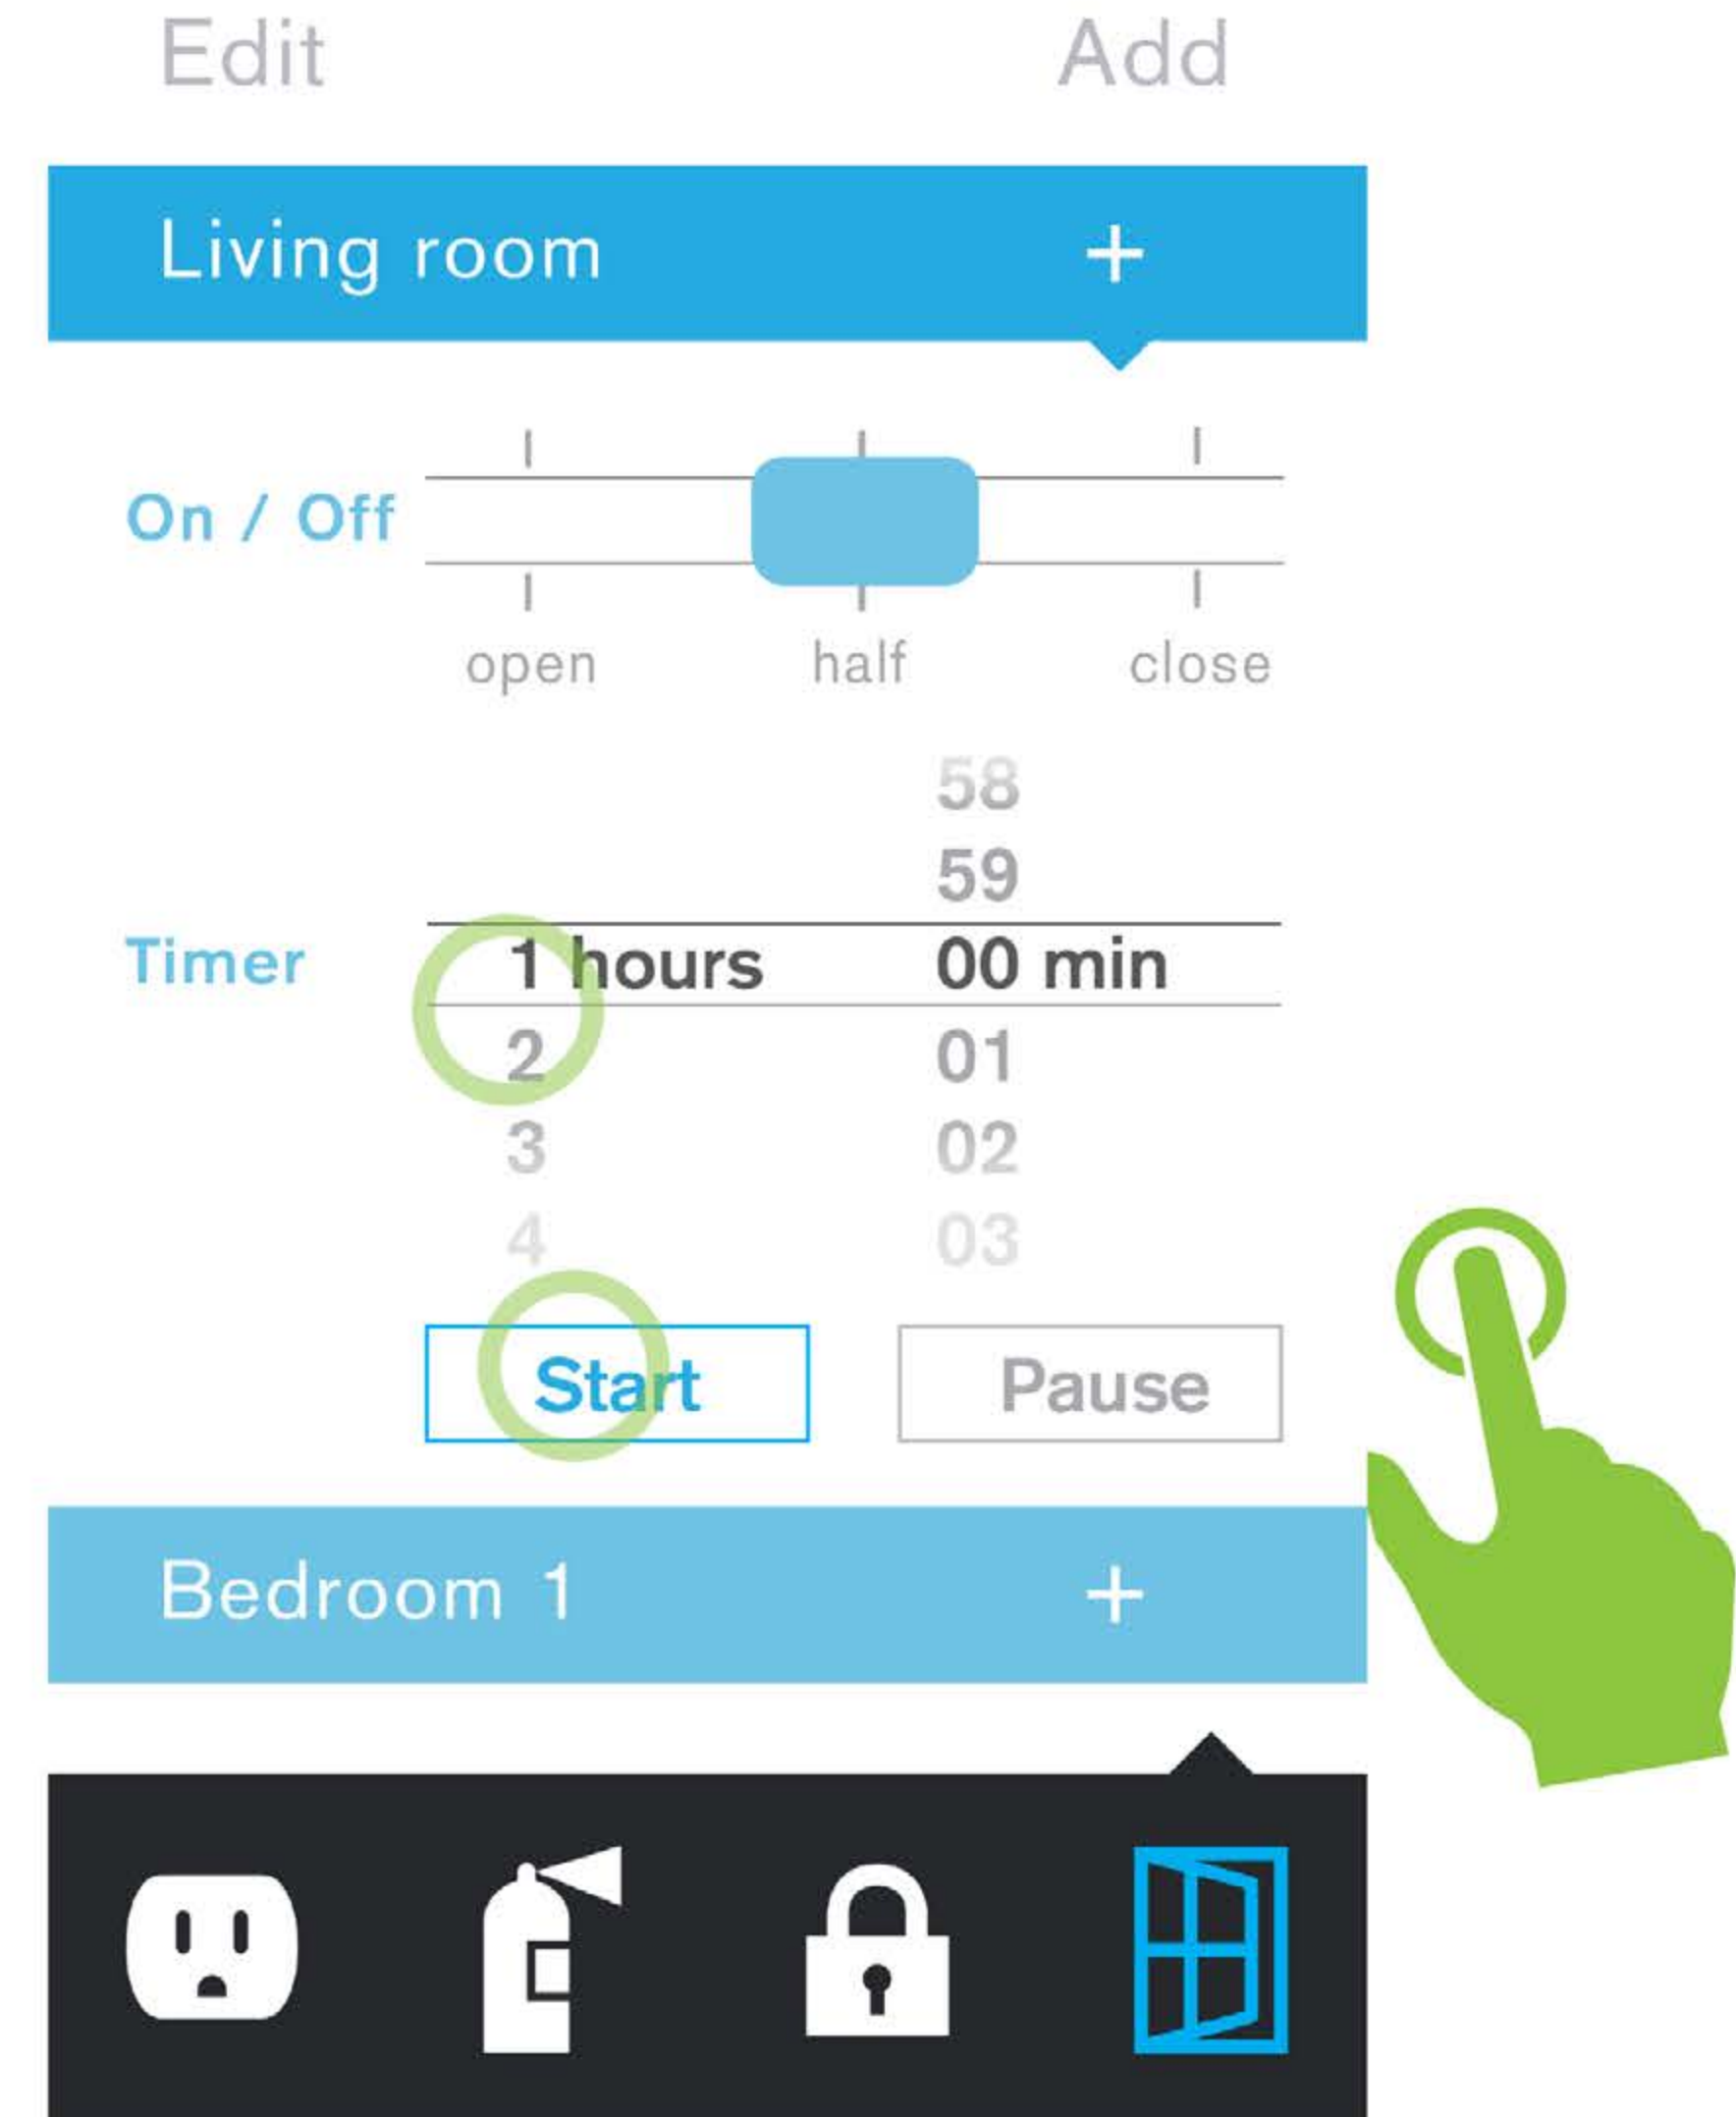 Edit Add
Living room +
On / Off
open half close
58
59
Timer 1 hours 00 min
2 01
3 02
4 03
Start Pause
Bedroom 1 +